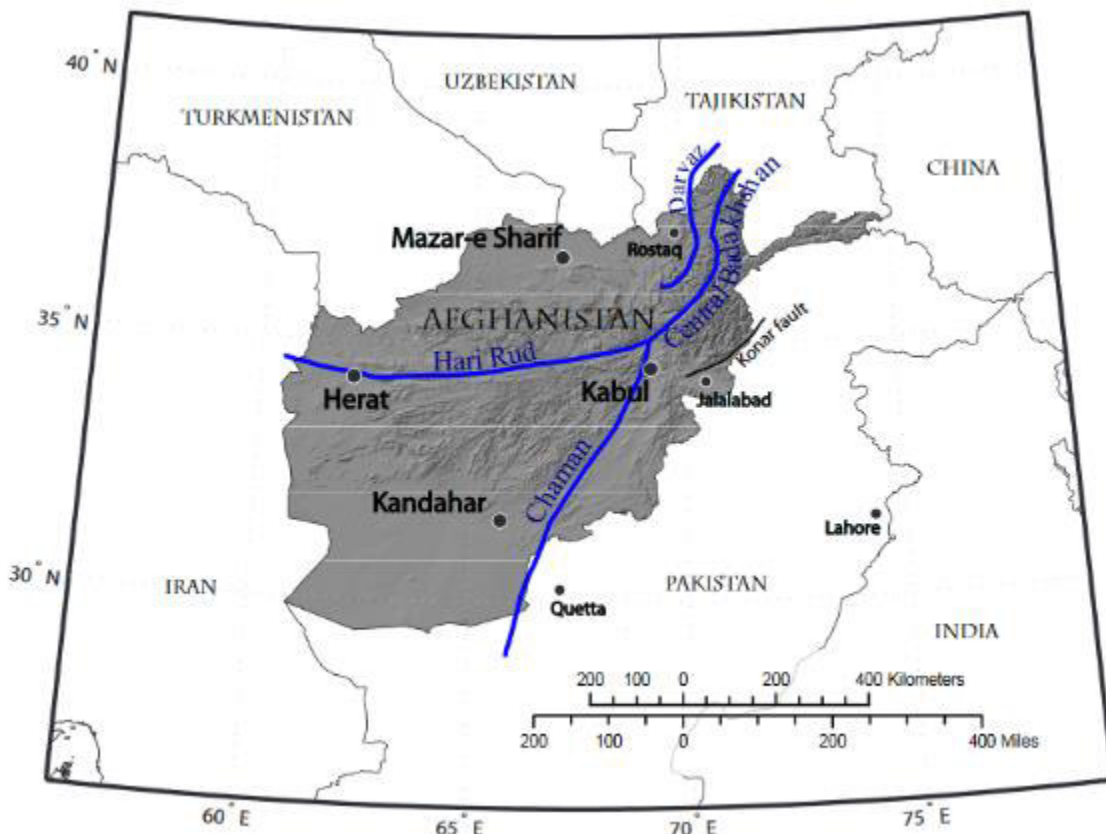 40° N
UZBEKISTAN
TAJIKISTAN
TURKMENISTAN
CHINA
Darvaz
Central Badakhshan
Mazar-e Sharif
Rostaq
35° N
AFGHANISTAN
Hari Rud
Konar fault
Herat
Kabul
Jalalabad
Chaman
Kandahar
Lahore
30° N
IRAN
PAKISTAN
Quetta
INDIA
200 100 0 200 400 Kilometers
200 100 0 200 400 Miles
60° E 65° E 70° E 75° E